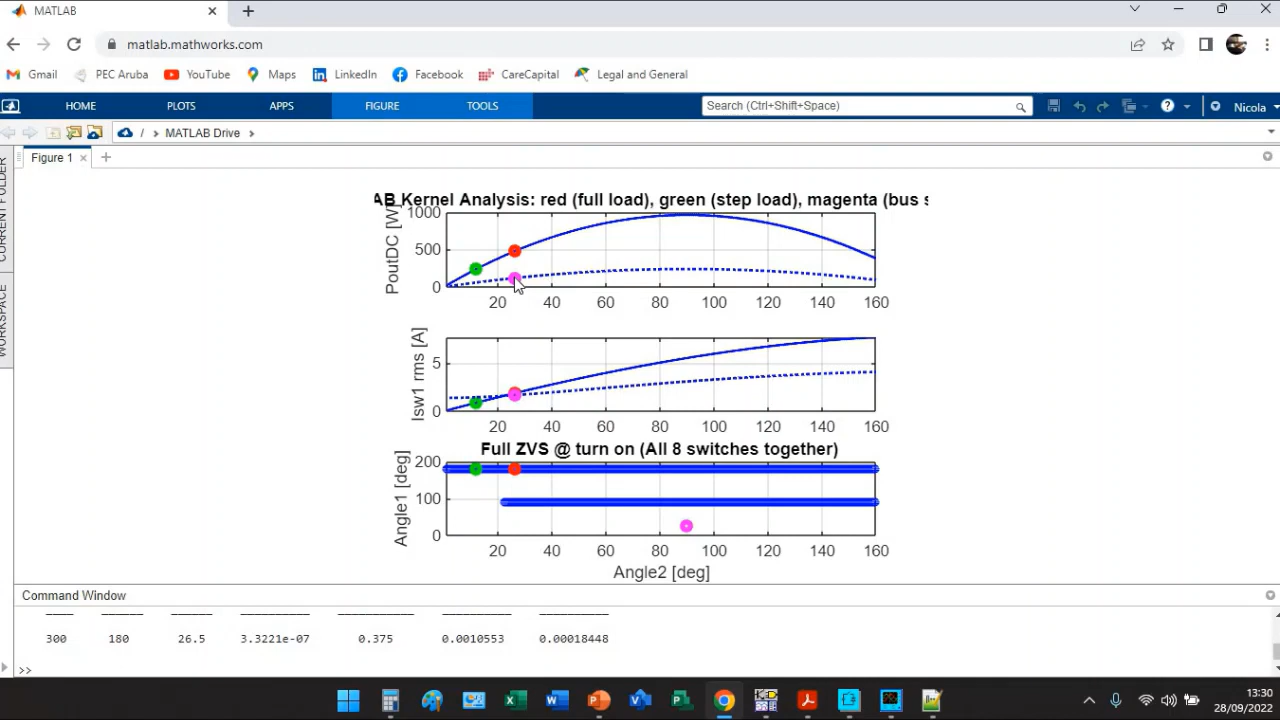 MATLAB
matlab.mathworks.com
Gmail PEC Aruba YouTube Maps LinkedIn Facebook CareCapital Legal and General
HOME PLOTS APPS FIGURE TOOLS Search (Ctrl+Shift+Space) Nicola
/ MATLAB Drive
Figure 1
CURRENT FOLDER
WORKSPACE
AB Kernel Analysis: red (full load), green (step load), magenta (bus s
PoutDC [W]
1000
500
0
20 40 60 80 100 120 140 160
Isw1 rms [A]
5
0
20 40 60 80 100 120 140 160
Full ZVS @ turn on (All 8 switches together)
Angle1 [deg]
200
100
0
20 40 60 80 100 120 140 160
Angle2 [deg]
Command Window
300 180 26.5 3.3221e-07 0.375 0.0010553 0.00018448
>>
13:30
28/09/2022